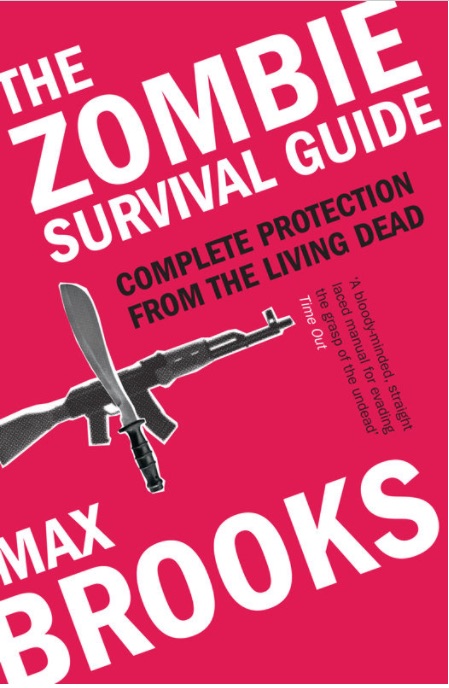 THE
ZOMBIE
SURVIVAL GUIDE
COMPLETE PROTECTION
FROM THE LIVING DEAD
'A bloody-minded, straight
laced manual for evading
the grasp of the undead'
Time Out
MAX
BROOKS